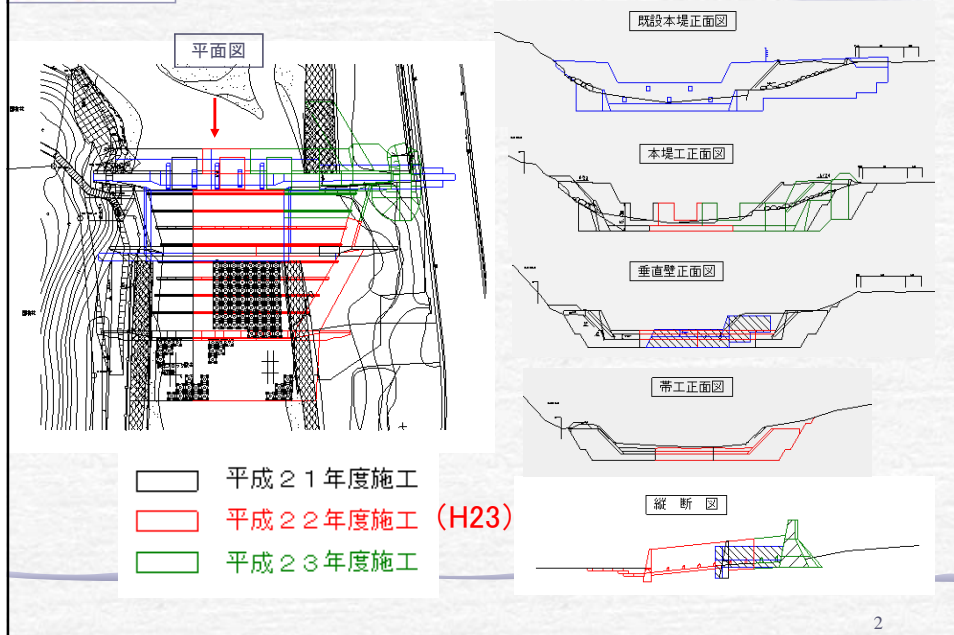 平面図
既設本堤正面図
本堤工正面図
垂直壁正面図
帯工正面図
縦断図
平成２１年度施工
平成２２年度施工（H23）
平成２３年度施工
2